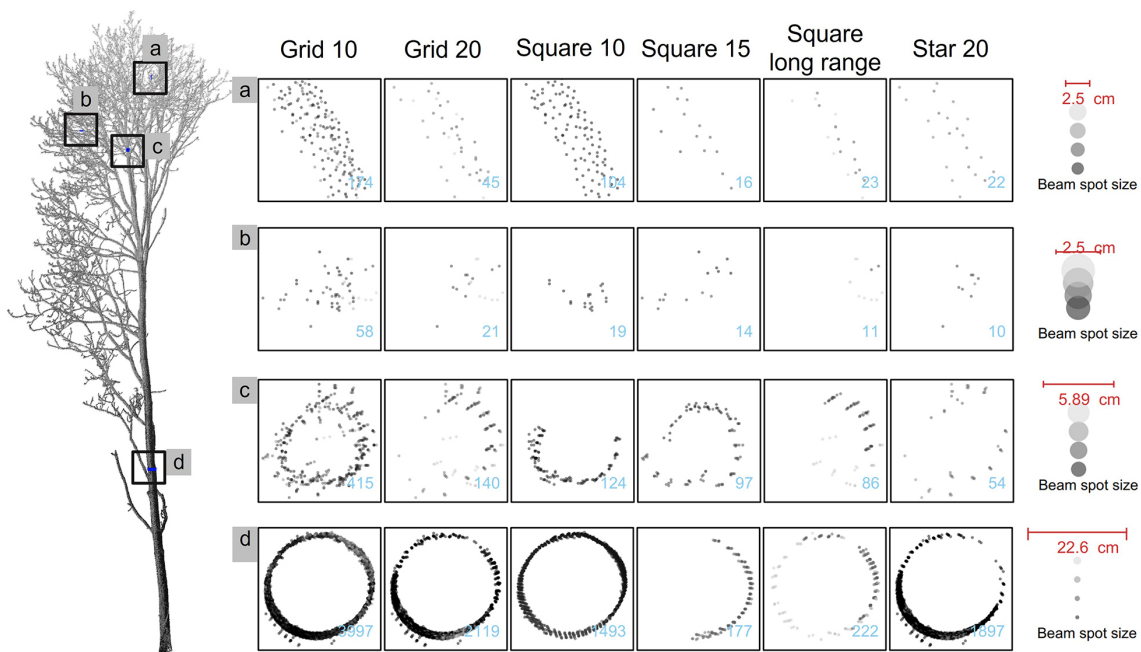 Grid 10
Grid 20
Square 10
Square 15
Square
long range
Star 20
a
b
c
d
a
174
45
104
16
23
22
2.5 cm
Beam spot size
b
58
21
19
14
11
10
2.5 cm
Beam spot size
c
415
140
124
97
86
54
5.89 cm
Beam spot size
d
3997
2119
1493
177
222
1897
22.6 cm
Beam spot size